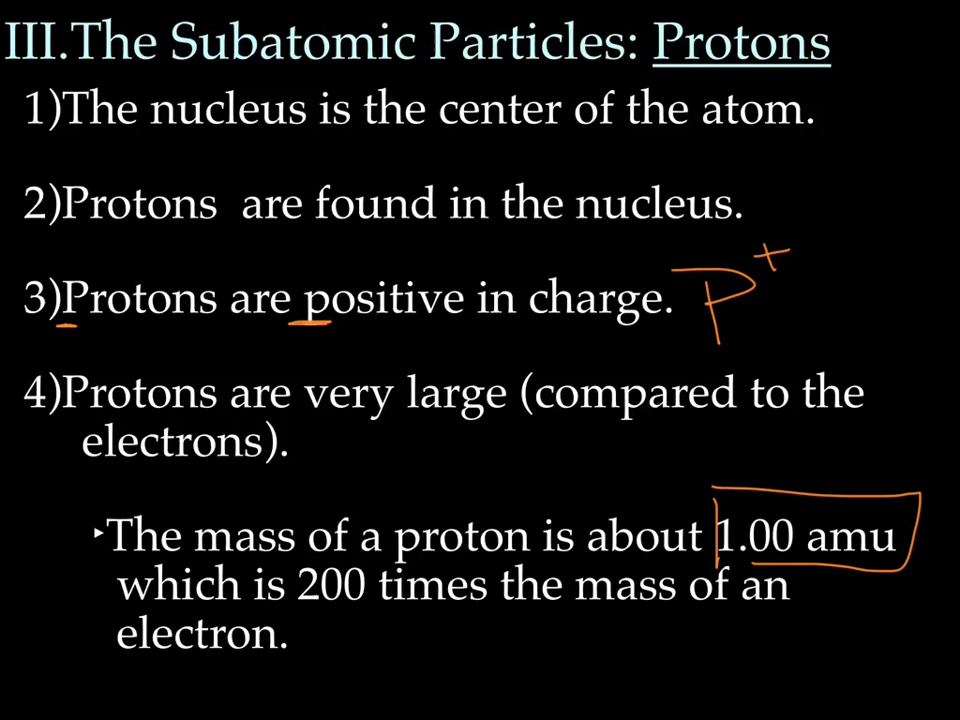 III.The Subatomic Particles: Protons
1)The nucleus is the center of the atom.
2)Protons are found in the nucleus.
3)Protons are positive in charge. P+
4)Protons are very large (compared to the
electrons).
‣The mass of a proton is about 1.00 amu
which is 200 times the mass of an
electron.